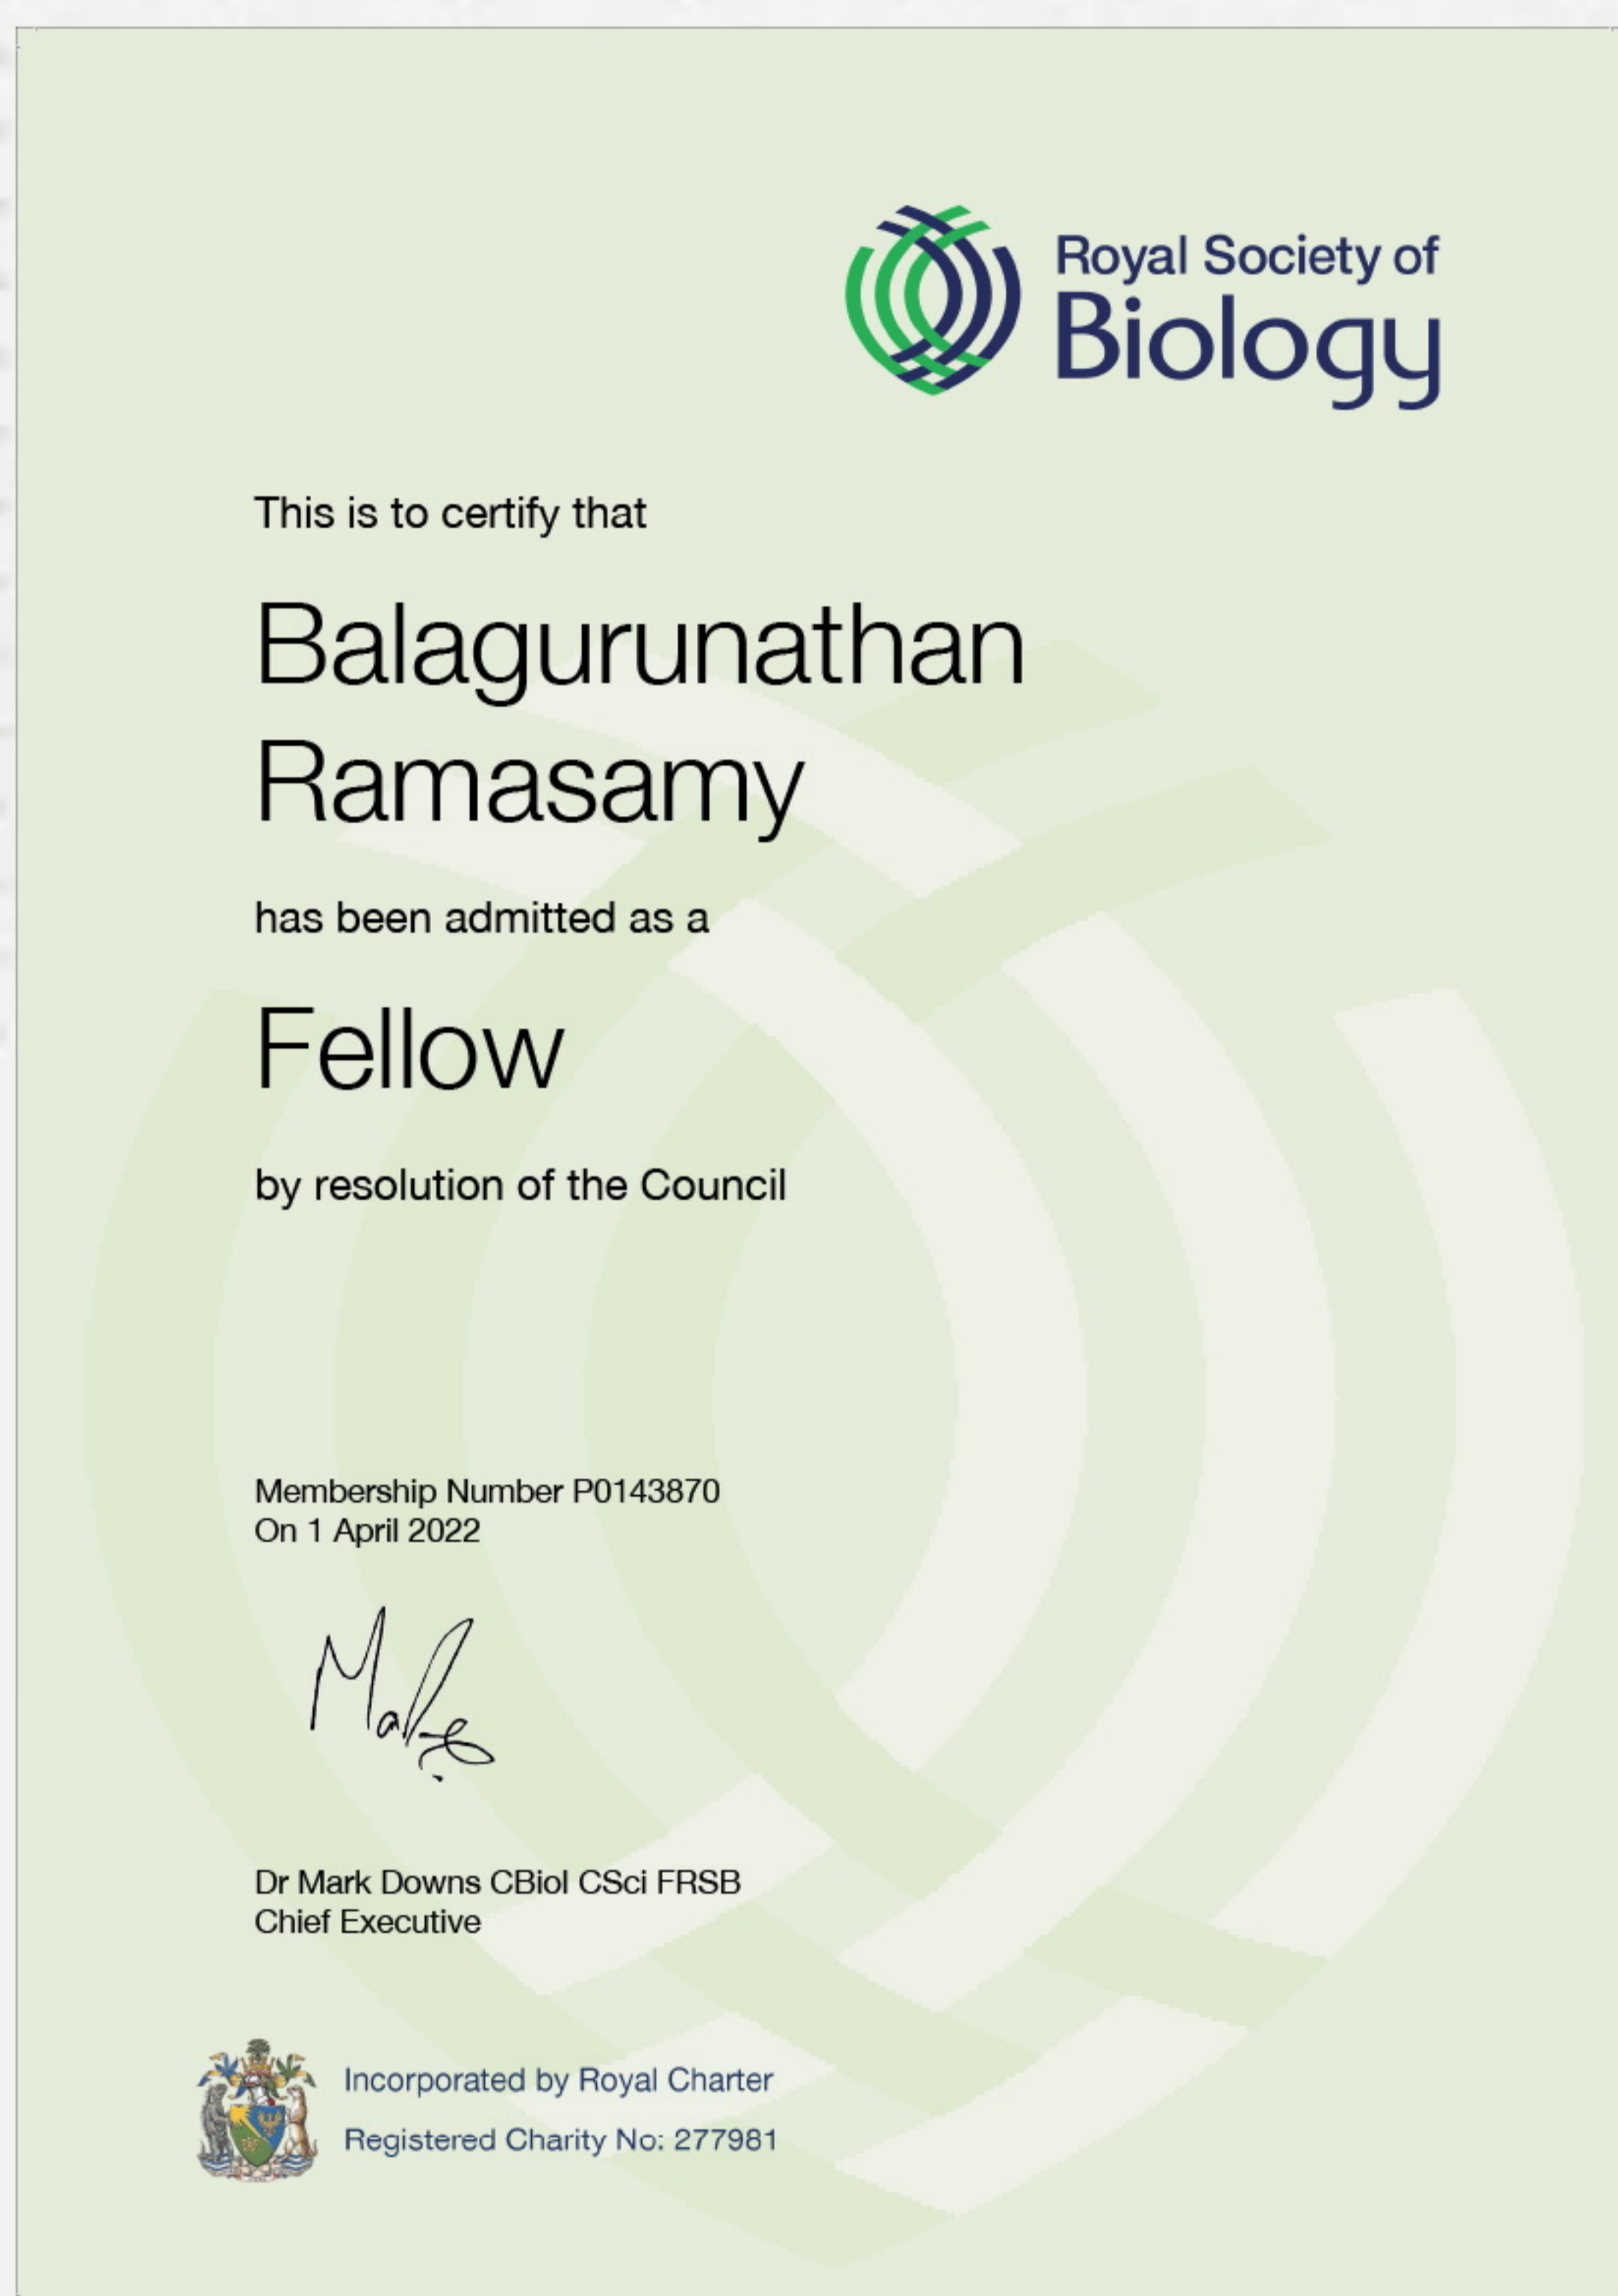 Royal Society of
Biology
This is to certify that
Balagurunathan
Ramasamy
has been admitted as a
Fellow
by resolution of the Council
Membership Number P0143870
On 1 April 2022
Dr Mark Downs CBiol CSci FRSB
Chief Executive
Incorporated by Royal Charter
Registered Charity No: 277981